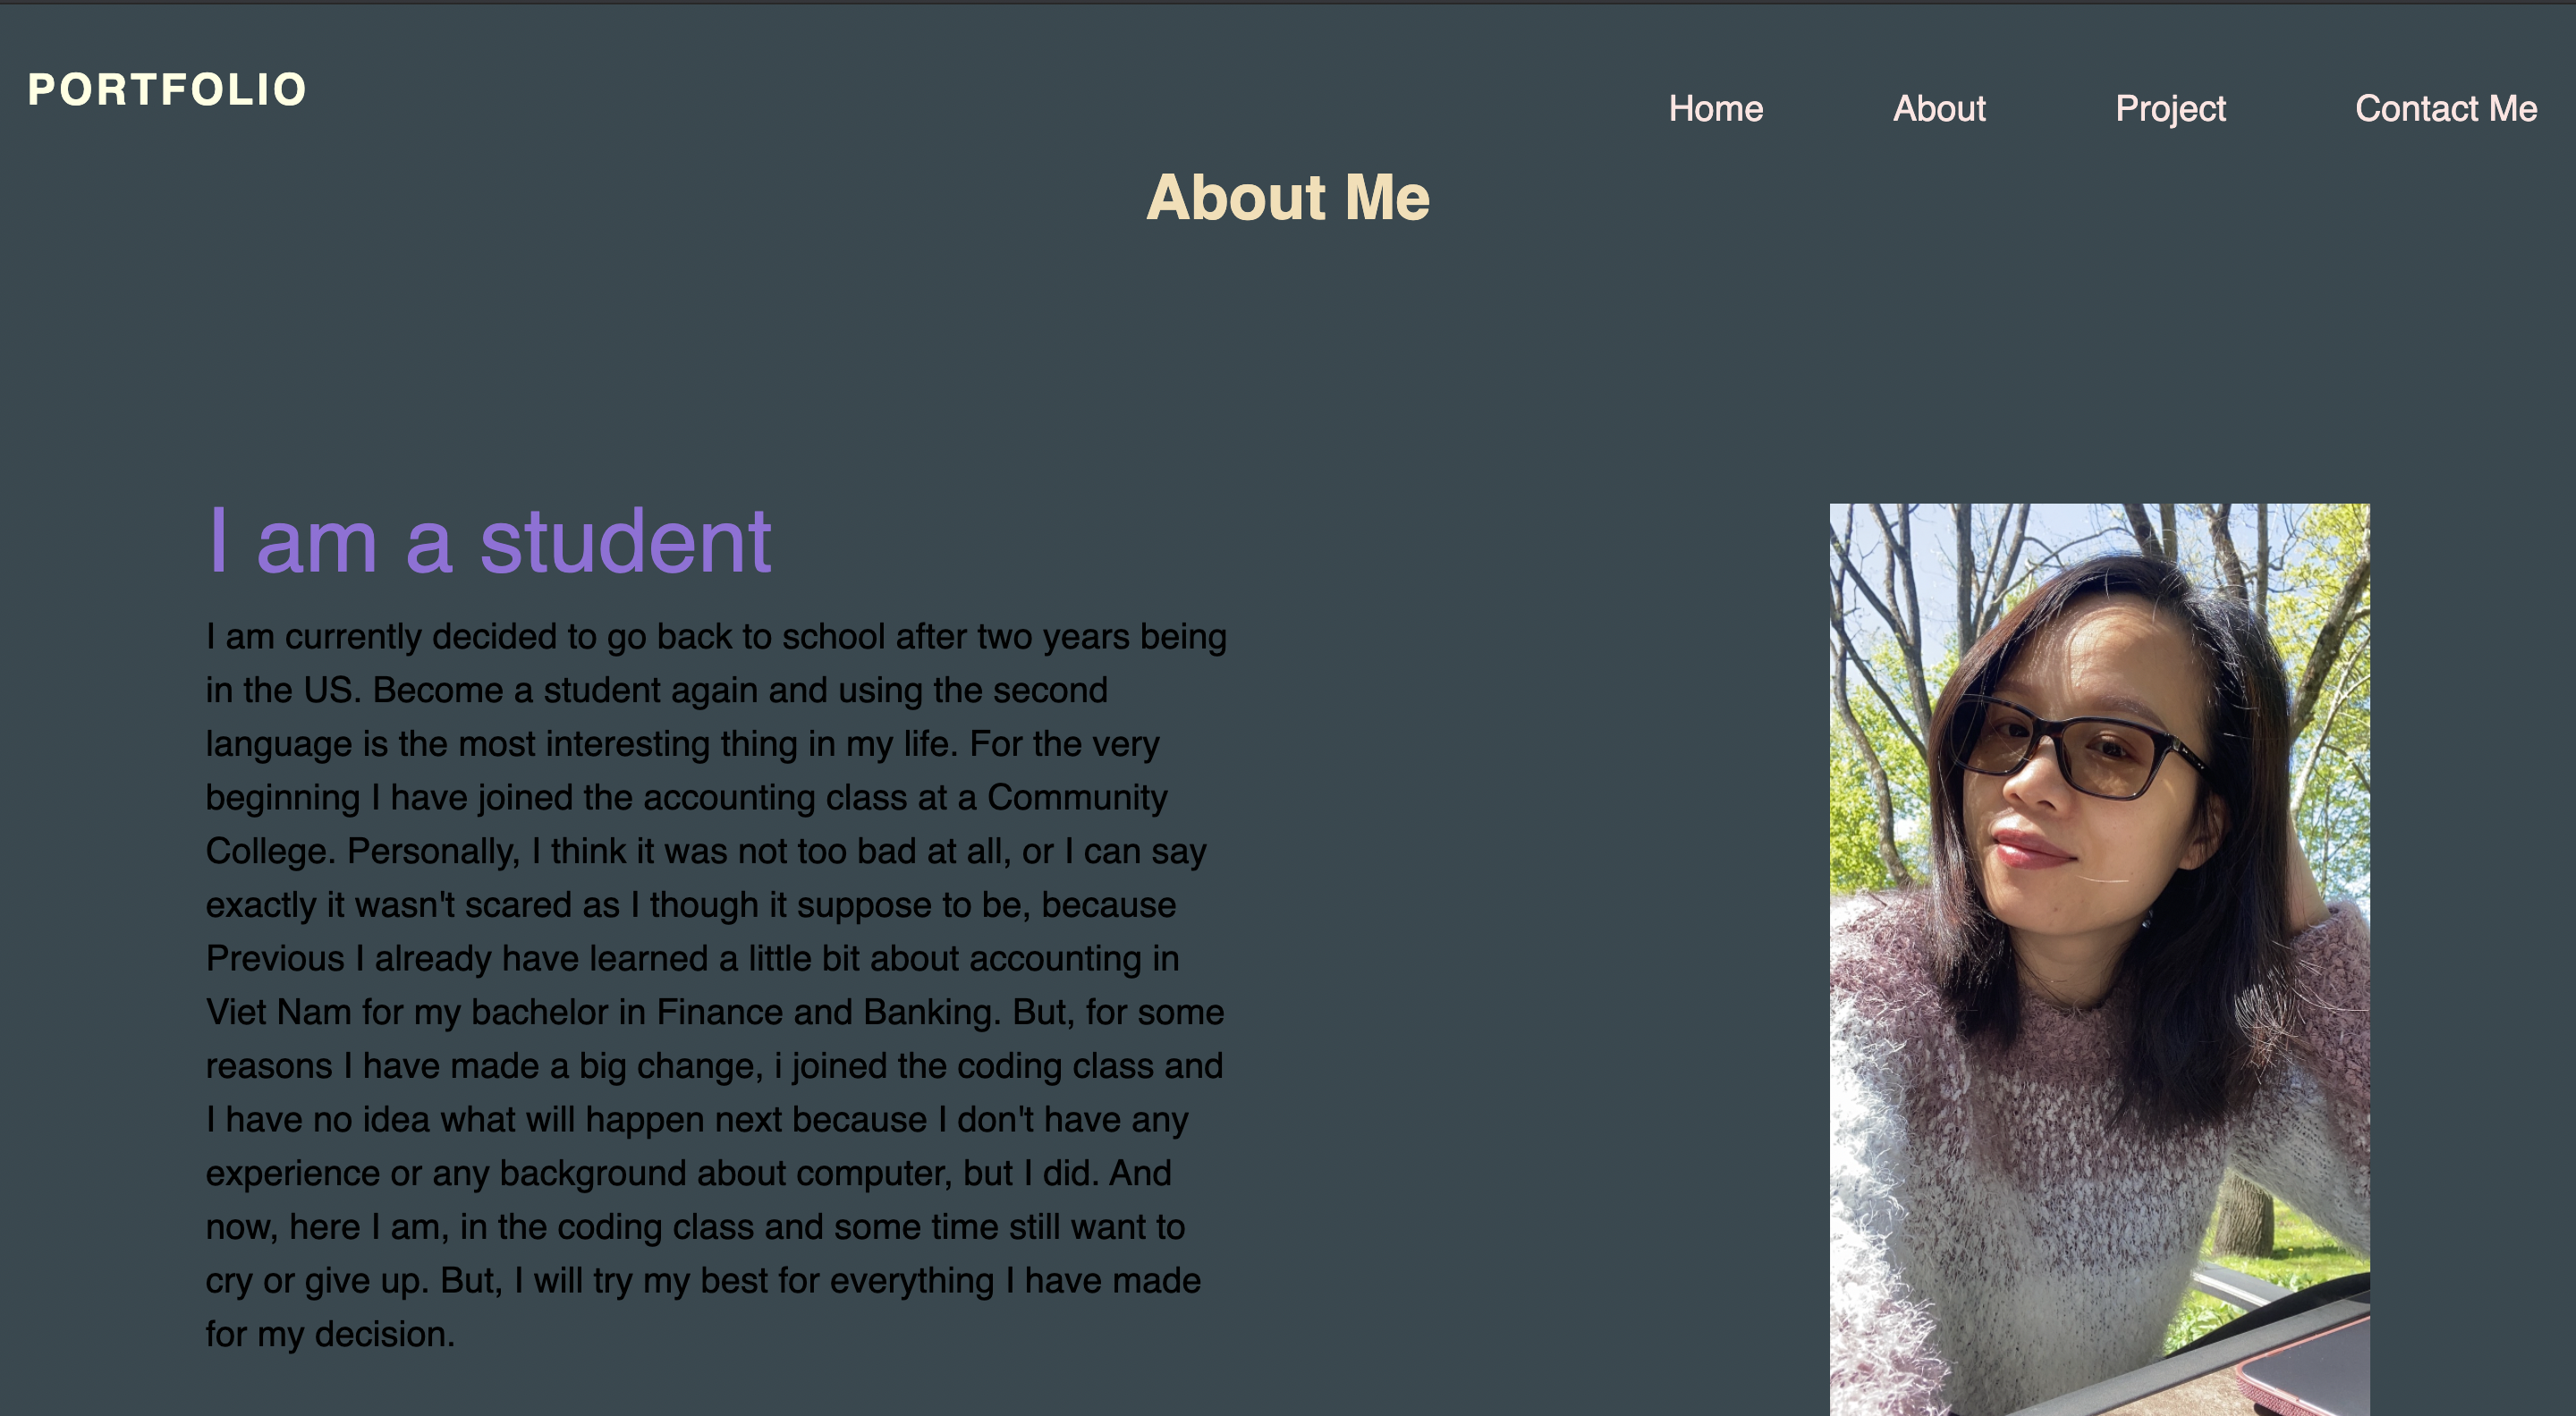 PORTFOLIO
Home About Project Contact Me
About Me
I am a student
I am currently decided to go back to school after two years being
in the US. Become a student again and using the second
language is the most interesting thing in my life. For the very
beginning I have joined the accounting class at a Community
College. Personally, I think it was not too bad at all, or I can say
exactly it wasn't scared as I though it suppose to be, because
Previous I already have learned a little bit about accounting in
Viet Nam for my bachelor in Finance and Banking. But, for some
reasons I have made a big change, i joined the coding class and
I have no idea what will happen next because I don't have any
experience or any background about computer, but I did. And
now, here I am, in the coding class and some time still want to
cry or give up. But, I will try my best for everything I have made
for my decision.